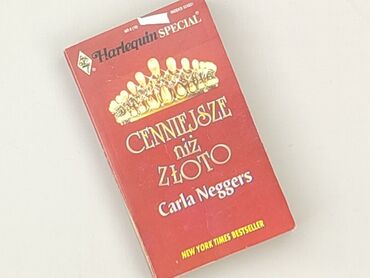 Harlequin SPECIAL
CENNIEJSZE
niż
ZŁOTO
Carla Neggers
NEW YORK TIMES BESTSELLER